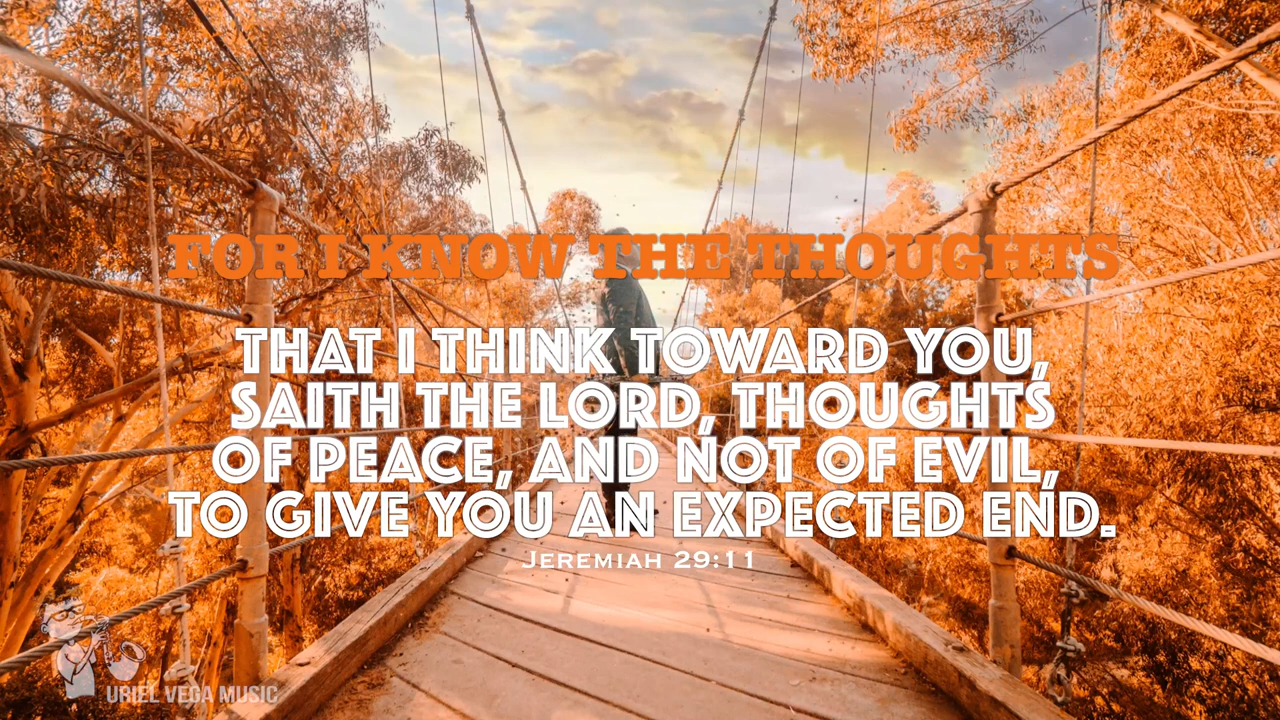 FOR I KNOW THE THOUGHTS
THAT I THINK TOWARD YOU,
SAITH THE LORD, THOUGHTS
OF PEACE, AND NOT OF EVIL,
TO GIVE YOU AN EXPECTED END.
JEREMIAH 29:11
URIEL VEGA MUSIC